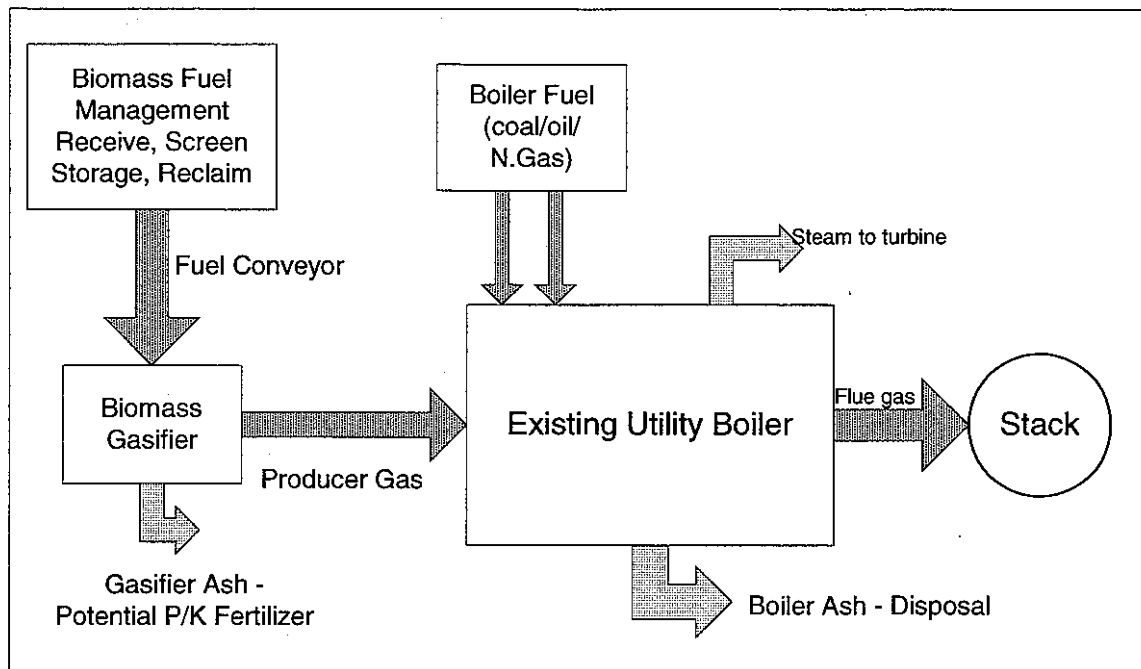 Biomass Fuel
Management
Receive, Screen
Storage, Reclaim
Boiler Fuel
(coal/oil/
N.Gas)
Steam to turbine
Fuel Conveyor
Biomass
Gasifier
Producer Gas
Existing Utility Boiler
Flue gas
Stack
Gasifier Ash -
Potential P/K Fertilizer
Boiler Ash - Disposal